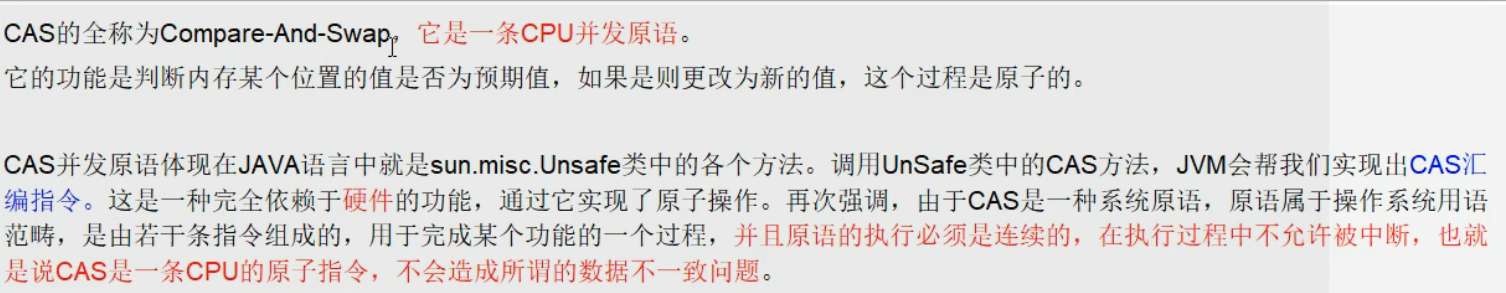 CAS的全称为Compare-And-Swap，它是一条CPU并发原语。
它的功能是判断内存某个位置的值是否为预期值，如果是则更改为新的值，这个过程是原子的。
CAS并发原语体现在JAVA语言中就是sun.misc.Unsafe类中的各个方法。调用UnSafe类中的CAS方法，JVM会帮我们实现出CAS汇
编指令。这是一种完全依赖于硬件的功能，通过它实现了原子操作。再次强调，由于CAS是一种系统原语，原语属于操作系统用语
范畴，是由若干条指令组成的，用于完成某个功能的一个过程，并且原语的执行必须是连续的，在执行过程中不允许被中断，也就
是说CAS是一条CPU的原子指令，不会造成所谓的数据不一致问题。